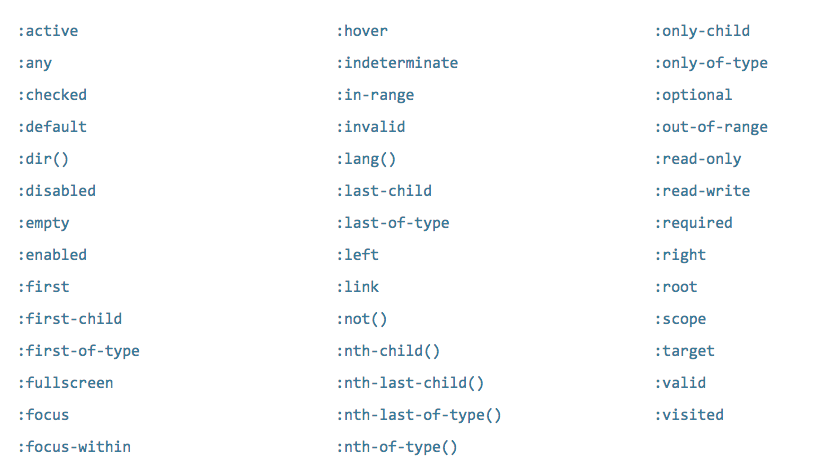 :active
:any
:checked
:default
:dir()
:disabled
:empty
:enabled
:first
:first-child
:first-of-type
:fullscreen
:focus
:focus-within
:hover
:indeterminate
:in-range
:invalid
:lang()
:last-child
:last-of-type
:left
:link
:not()
:nth-child()
:nth-last-child()
:nth-last-of-type()
:nth-of-type()
:only-child
:only-of-type
:optional
:out-of-range
:read-only
:read-write
:required
:right
:root
:scope
:target
:valid
:visited